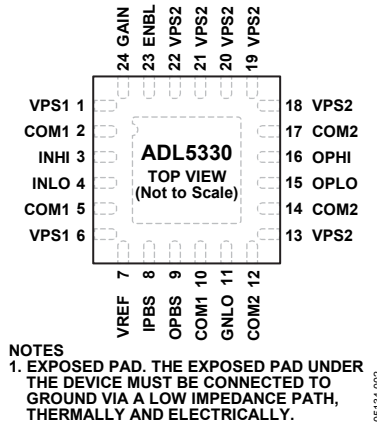 24 GAIN
23 ENBL
22 VPS2
21 VPS2
20 VPS2
19 VPS2
VPS1 1
COM1 2
INHI 3
INLO 4
COM1 5
VPS1 6
ADL5330
TOP VIEW
(Not to Scale)
18 VPS2
17 COM2
16 OPHI
15 OPLO
14 COM2
13 VPS2
VREF 7
IPBS 8
OPBS 9
COM1 10
GNLO 11
COM2 12
NOTES
1. EXPOSED PAD. THE EXPOSED PAD UNDER
THE DEVICE MUST BE CONNECTED TO
GROUND VIA A LOW IMPEDANCE PATH,
THERMALLY AND ELECTRICALLY.
05134-002